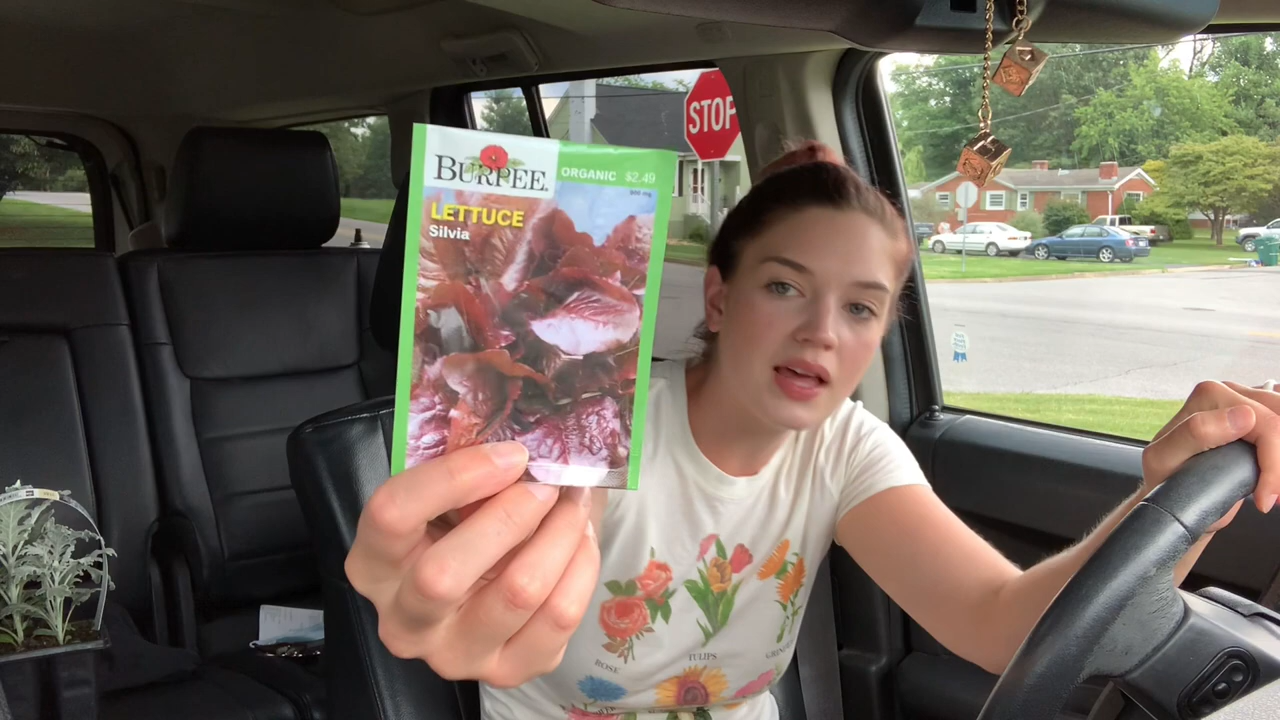 BURPEE
ORGANIC $2.49
LETTUCE
Silvia
STOP
ROSE
TULIPS